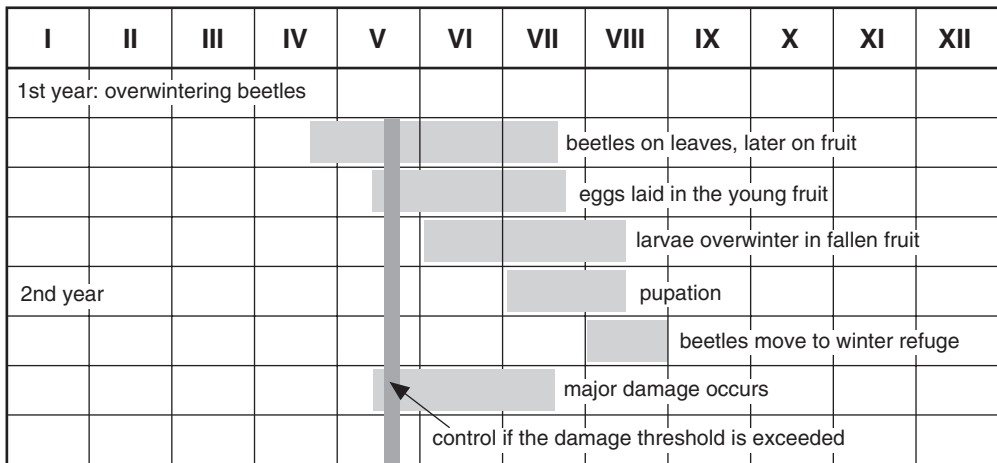 I II III IV V VI VII VIII IX X XI XII
1st year: overwintering beetles
beetles on leaves, later on fruit
eggs laid in the young fruit
larvae overwinter in fallen fruit
2nd year pupation
beetles move to winter refuge
major damage occurs
control if the damage threshold is exceeded